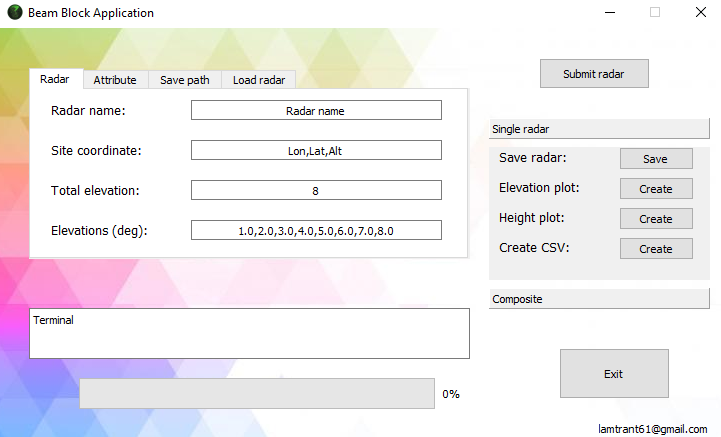 Beam Block Application
Radar Attribute Save path Load radar
Radar name: Radar name
Site coordinate: Lon,Lat,Alt
Total elevation: 8
Elevations (deg): 1.0,2.0,3.0,4.0,5.0,6.0,7.0,8.0
Terminal
0%
Submit radar
Single radar
Save radar: Save
Elevation plot: Create
Height plot: Create
Create CSV: Create
Composite
Exit
lamtrant61@gmail.com